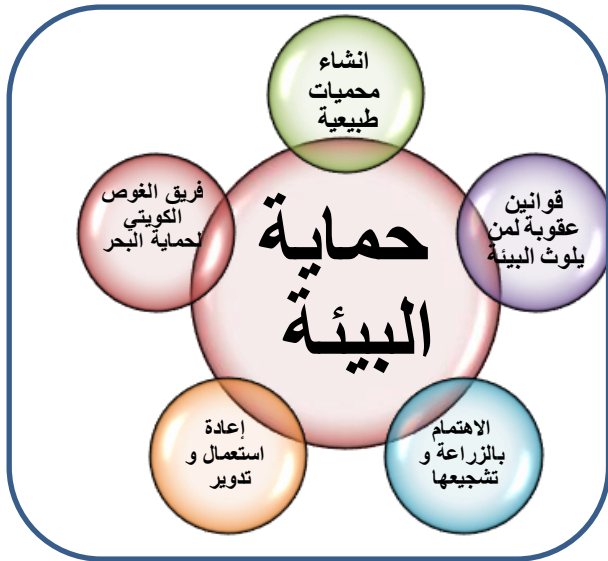 انشاء
محميات
طبيعية
قوانين
عقوبة لمن
يلوث البيئة
فريق الغوص
الكويتي
لحماية البحر
حماية
البيئة
الاهتمام
بالزراعة و
تشجيعها
إعادة
استعمال و
تدوير